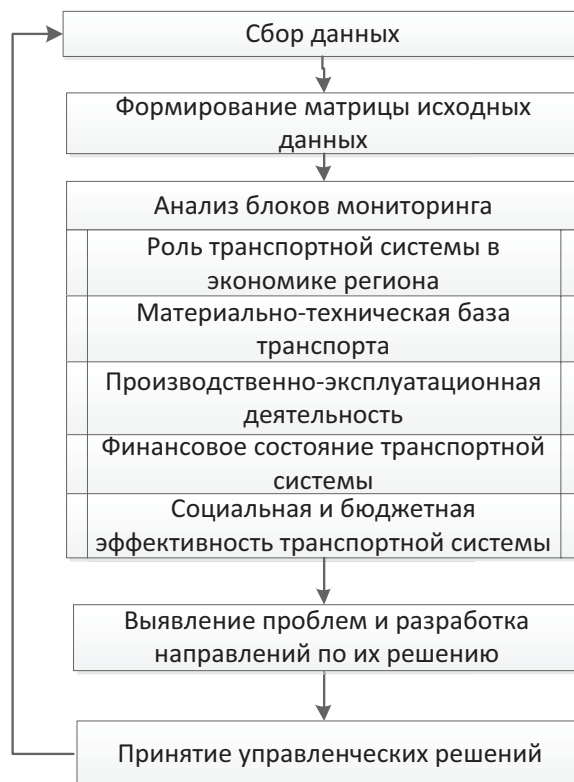 Сбор данных
Формирование матрицы исходных
данных
Анализ блоков мониторинга
Роль транспортной системы в
экономике региона
Материально-техническая база
транспорта
Производственно-эксплуатационная
деятельность
Финансовое состояние транспортной
системы
Социальная и бюджетная
эффективность транспортной системы
Выявление проблем и разработка
направлений по их решению
Принятие управленческих решений